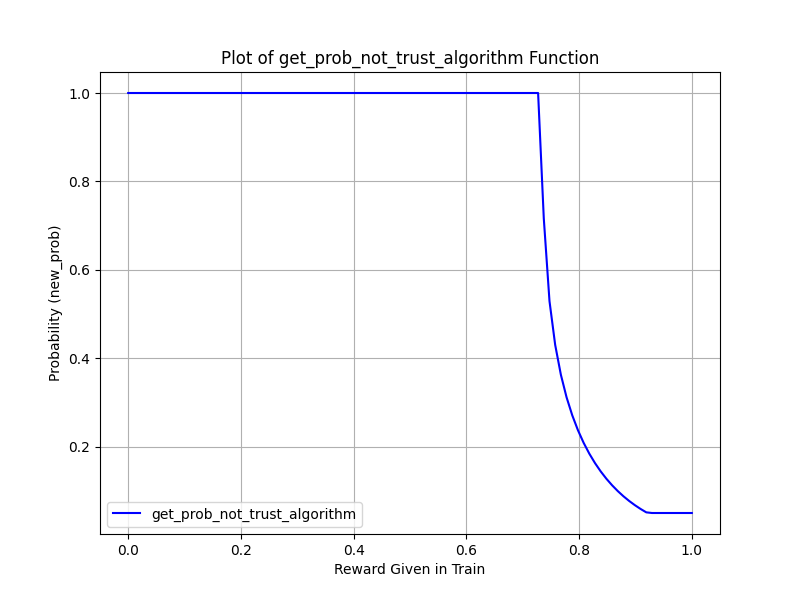 Plot of get_prob_not_trust_algorithm Function
Probability (new_prob)
1.0
0.8
0.6
0.4
0.2
get_prob_not_trust_algorithm
0.0 0.2 0.4 0.6 0.8 1.0
Reward Given in Train